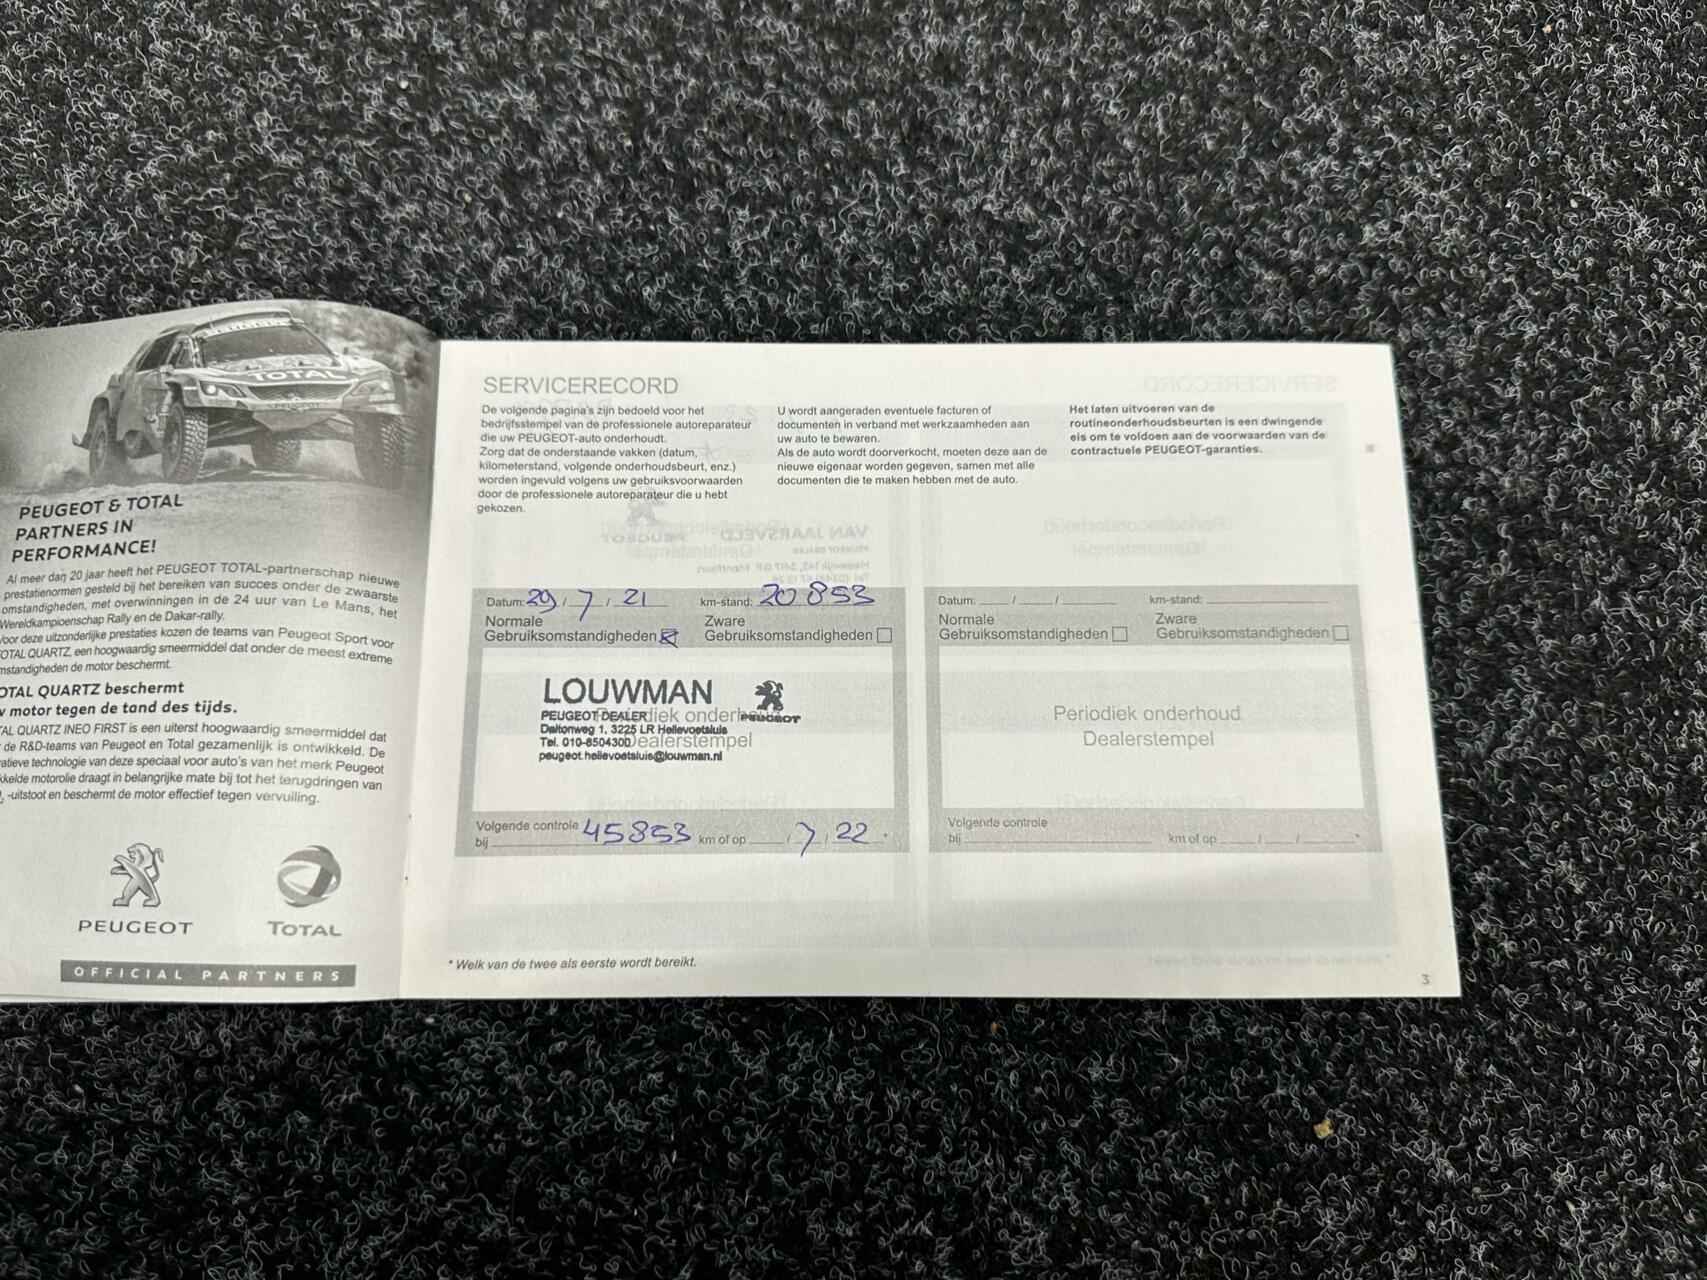 TOTAL
PEUGEOT & TOTAL
PARTNERS IN
PERFORMANCE!
Al meer dan 20 jaar heeft het PEUGEOT TOTAL-partnerschap nieuwe
prestatienormen gesteld bij het bereiken van succes onder de zwaarste
omstandigheden, met overwinningen in de 24 uur van Le Mans, het
Wereldkampioenschap Rally en de Dakar-rally.
oor deze uitzonderlijke prestaties kozen de teams van Peugeot Sport voor
OTAL QUARTZ, een hoogwaardig smeermiddel dat onder de meest extreme
mstandigheden de motor beschermt.
OTAL QUARTZ beschermt
w motor tegen de tand des tijds.
TAL QUARTZ INEO FIRST is een uiterst hoogwaardig smeermiddel dat
de R&D-teams van Peugeot en Total gezamenlijk is ontwikkeld. De
atieve technologie van deze speciaal voor auto's van het merk Peugeot
kkelde motorolie draagt in belangrijke mate bij tot het terugdringen van
-uitstoot en beschermt de motor effectief tegen vervuiling.
PEUGEOT
TOTAL
OFFICIAL PARTNERS
SERVICERECORD
De volgende pagina's zijn bedoeld voor het
bedrijfsstempel van de professionele autoreparateur
die uw PEUGEOT-auto onderhoudt.
Zorg dat de onderstaande vakken (datum,
kilometerstand, volgende onderhoudsbeurt, enz.)
worden ingevuld volgens uw gebruiksvoorwaarden
door de professionele autoreparateur die u hebt
gekozen.
U wordt aangeraden eventuele facturen of
documenten in verband met werkzaamheden aan
uw auto te bewaren.
Als de auto wordt doorverkocht, moeten deze aan de
nieuwe eigenaar worden gegeven, samen met alle
documenten die te maken hebben met de auto.
Het laten uitvoeren van de
routineonderhoudsbeurten is een dwingende
eis om te voldoen aan de voorwaarden van de
contractuele PEUGEOT-garanties.
Datum: 29 / 7 / 21 km-stand: 20853
Normale Zware
Gebruiksomstandigheden Gebruiksomstandigheden
LOUWMAN
PEUGEOT DEALER
PEUGEOT
Periodiek onderhoud
Daltonweg 1, 3225 LR Hellevoetsluis
Tel. 010-8504300
Dealerstempel
peugeot.hellevoetsluis@louwman.nl
Volgende controle
bij 45853 km of op / 7 / 22 *
Datum: / / km-stand:
Normale Zware
Gebruiksomstandigheden Gebruiksomstandigheden
Periodiek onderhoud
Dealerstempel
Volgende controle
bij km of op / / *
* Welk van de twee als eerste wordt bereikt.
3